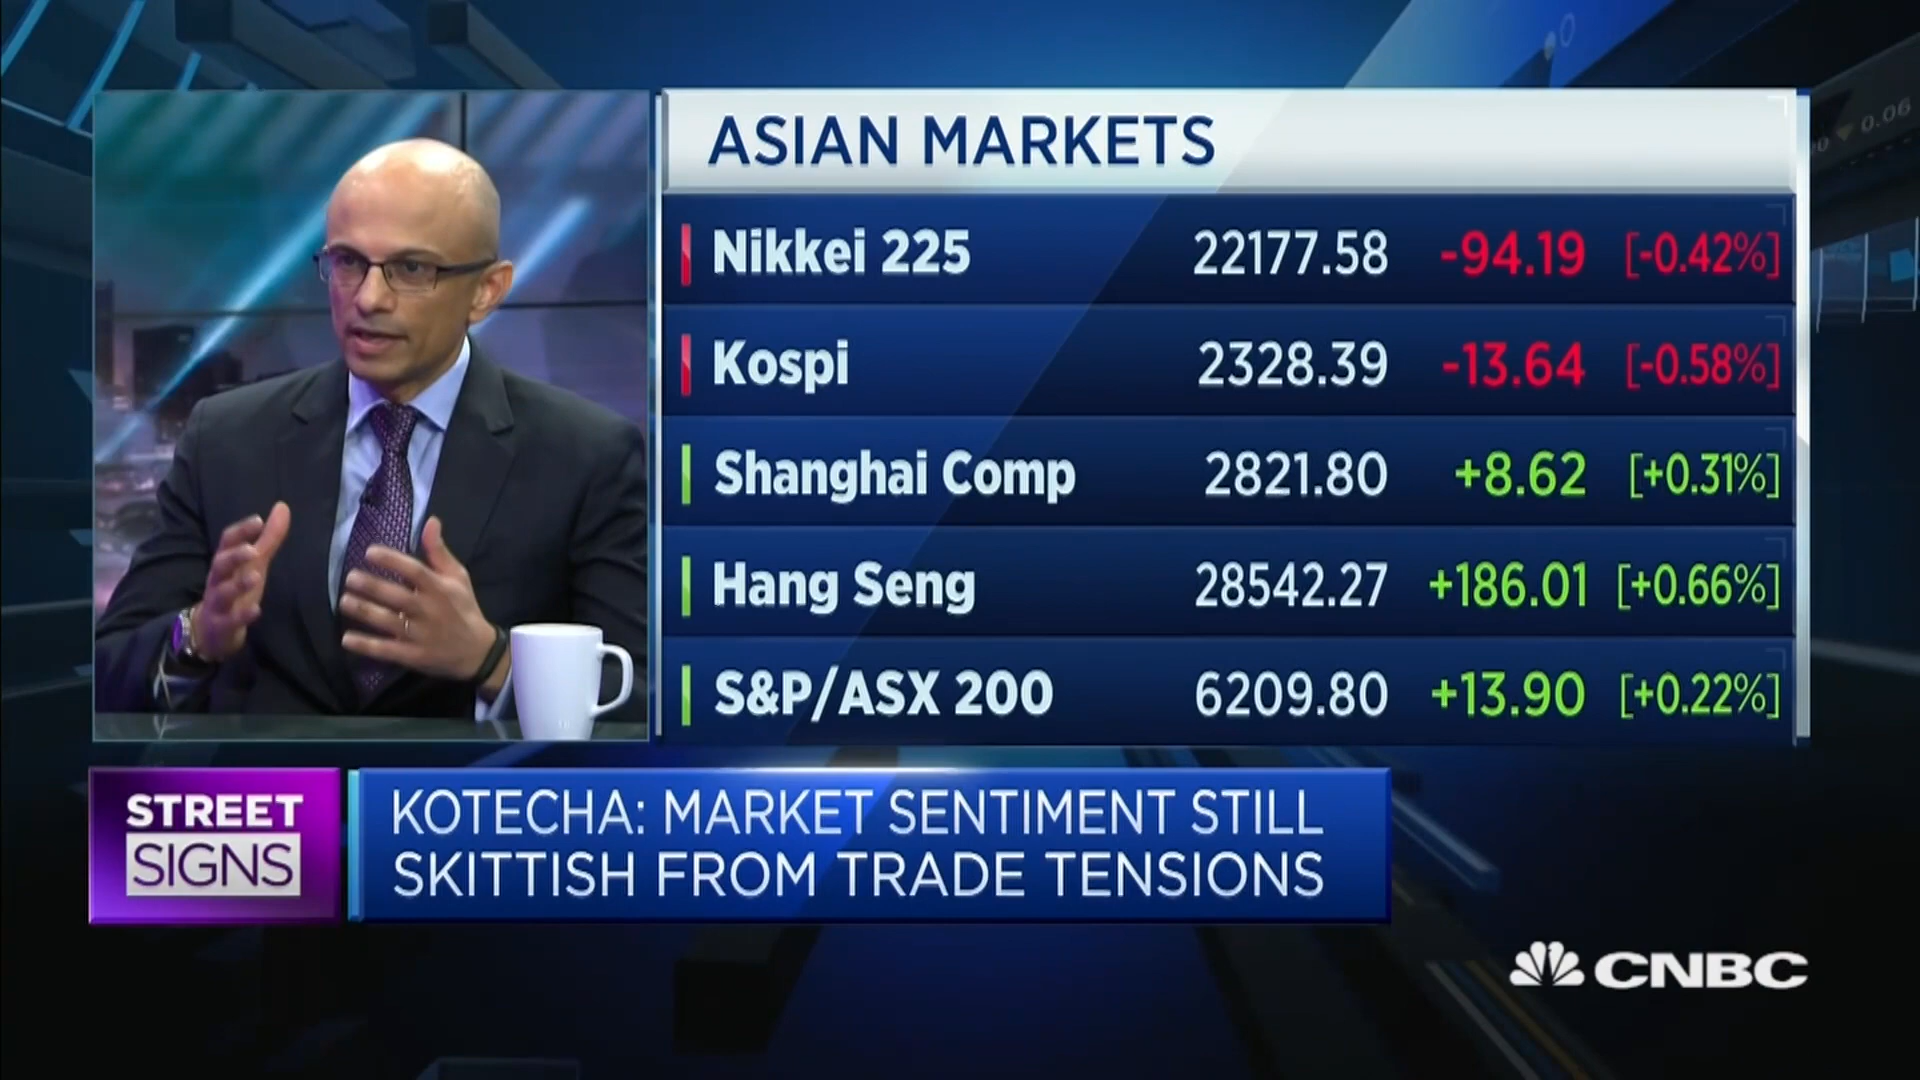 ASIAN MARKETS
Nikkei 225 22177.58 -94.19 [-0.42%]
Kospi 2328.39 -13.64 [-0.58%]
Shanghai Comp 2821.80 +8.62 [+0.31%]
Hang Seng 28542.27 +186.01 [+0.66%]
S&P/ASX 200 6209.80 +13.90 [+0.22%]
STREET
SIGNS
KOTECHA: MARKET SENTIMENT STILL
SKITTISH FROM TRADE TENSIONS
CNBC
0.06